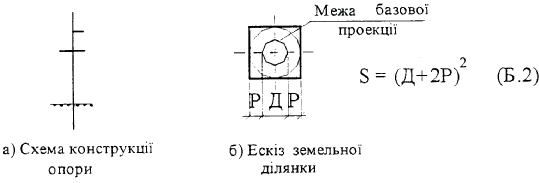 Межа базової
проекції
S = (Д+2Р)² (Б.2)
Р Д Р
а) Схема конструкції
опори
б) Ескіз земельної
ділянки